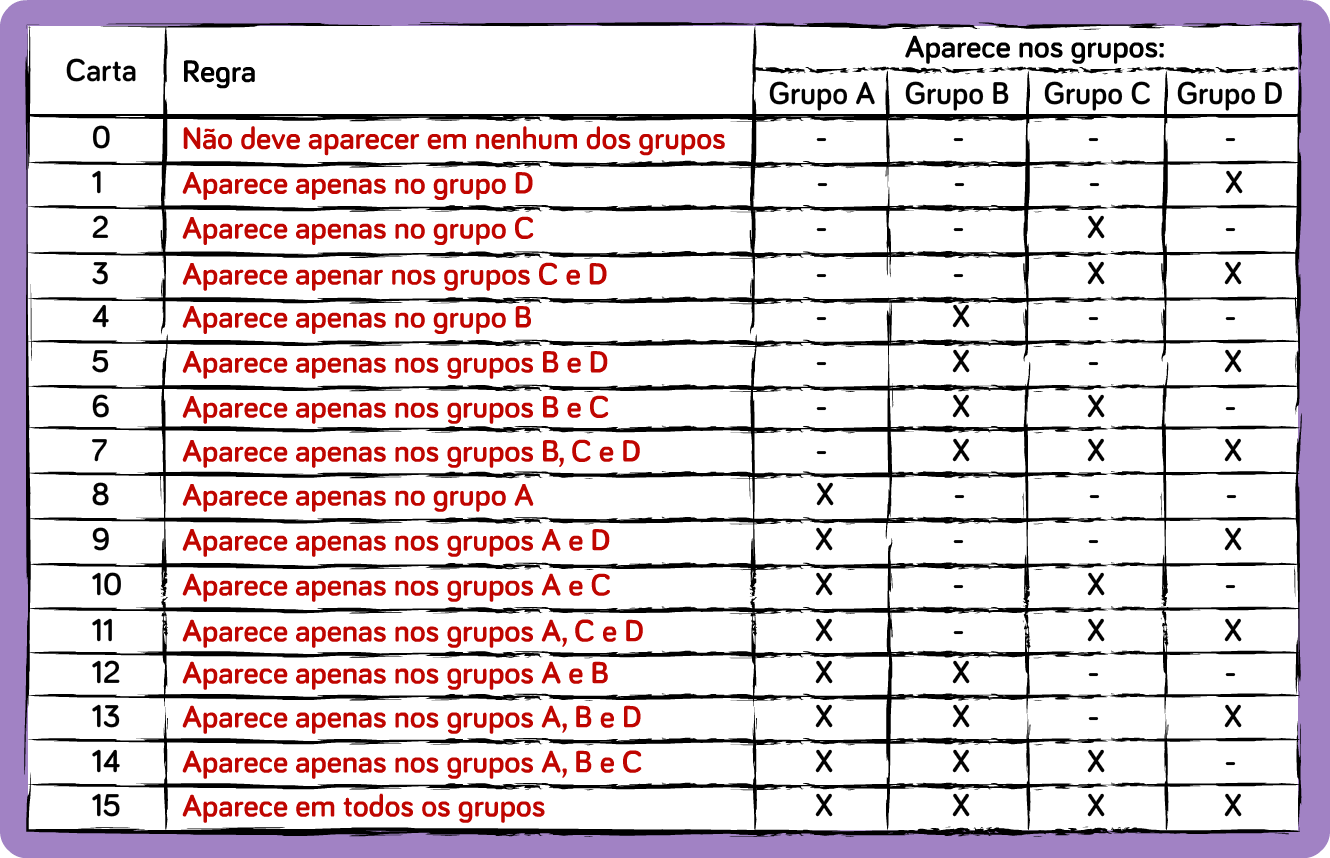 Carta Regra Aparece nos grupos:
Grupo A Grupo B Grupo C Grupo D
0 Não deve aparecer em nenhum dos grupos - - - -
1 Aparece apenas no grupo D - - - X
2 Aparece apenas no grupo C - - X -
3 Aparece apenar nos grupos C e D - - X X
4 Aparece apenas no grupo B - X - -
5 Aparece apenas nos grupos B e D - X - X
6 Aparece apenas nos grupos B e C - X X -
7 Aparece apenas nos grupos B, C e D - X X X
8 Aparece apenas no grupo A X - - -
9 Aparece apenas nos grupos A e D X - - X
10 Aparece apenas nos grupos A e C X - X -
11 Aparece apenas nos grupos A, C e D X - X X
12 Aparece apenas nos grupos A e B X X - -
13 Aparece apenas nos grupos A, B e D X X - X
14 Aparece apenas nos grupos A, B e C X X X -
15 Aparece em todos os grupos X X X X